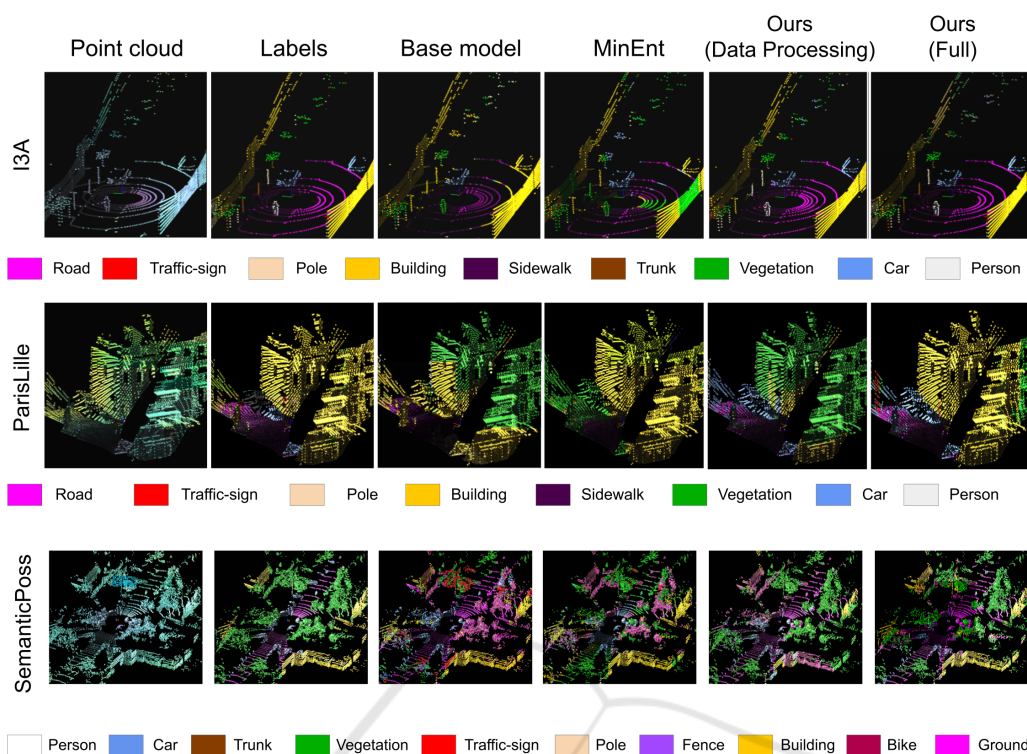 Point cloud Labels Base model MinEnt Ours (Data Processing) Ours (Full)
I3A
Road Traffic-sign Pole Building Sidewalk Trunk Vegetation Car Person
ParisLille
Road Traffic-sign Pole Building Sidewalk Vegetation Car Person
SemanticPoss
Person Car Trunk Vegetation Traffic-sign Pole Fence Building Bike Ground